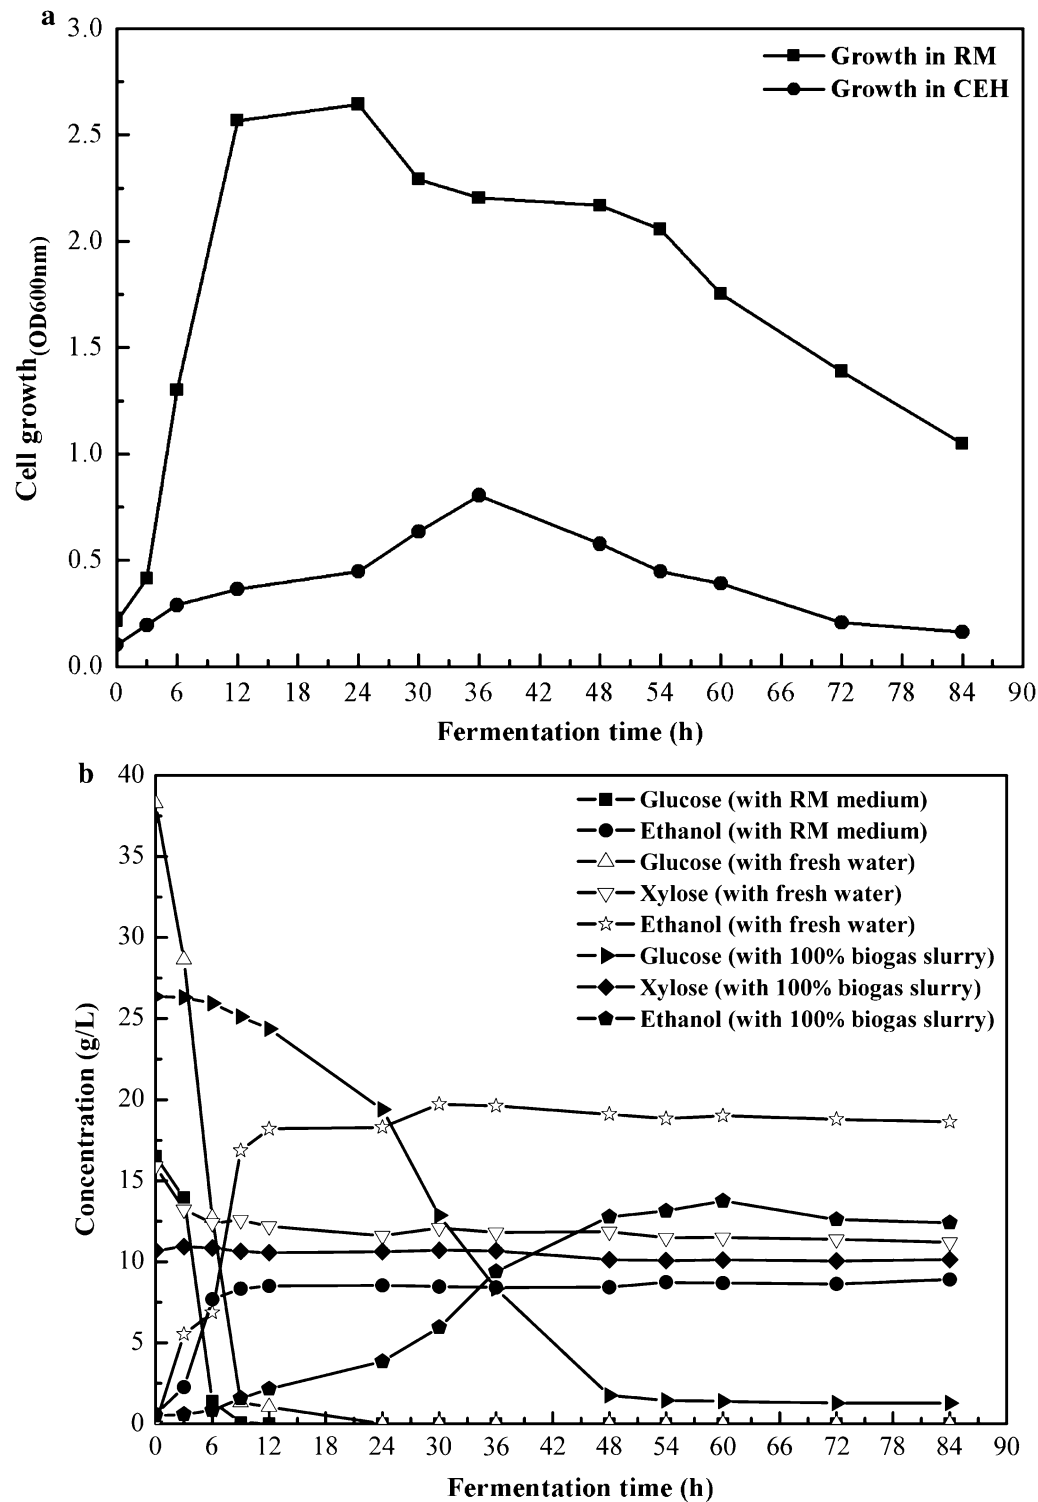 a
3.0
2.5
2.0
1.5
1.0
0.5
0.0
Cell growth(OD600nm)
Growth in RM
Growth in CEH
0 6 12 18 24 30 36 42 48 54 60 66 72 78 84 90
Fermentation time (h)
b
40
35
30
25
20
15
10
5
0
Concentration (g/L)
Glucose (with RM medium)
Ethanol (with RM medium)
Glucose (with fresh water)
Xylose (with fresh water)
Ethanol (with fresh water)
Glucose (with 100% biogas slurry)
Xylose (with 100% biogas slurry)
Ethanol (with 100% biogas slurry)
0 6 12 18 24 30 36 42 48 54 60 66 72 78 84 90
Fermentation time (h)